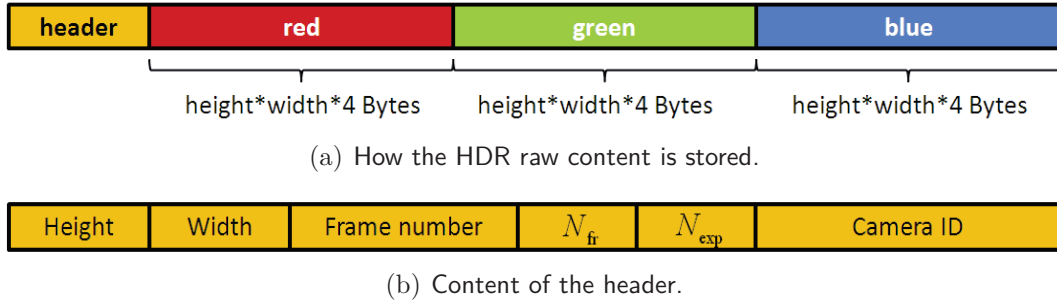 header red green blue
height*width*4 Bytes height*width*4 Bytes height*width*4 Bytes
(a) How the HDR raw content is stored.
Height Width Frame number N_fr N_exp Camera ID
(b) Content of the header.